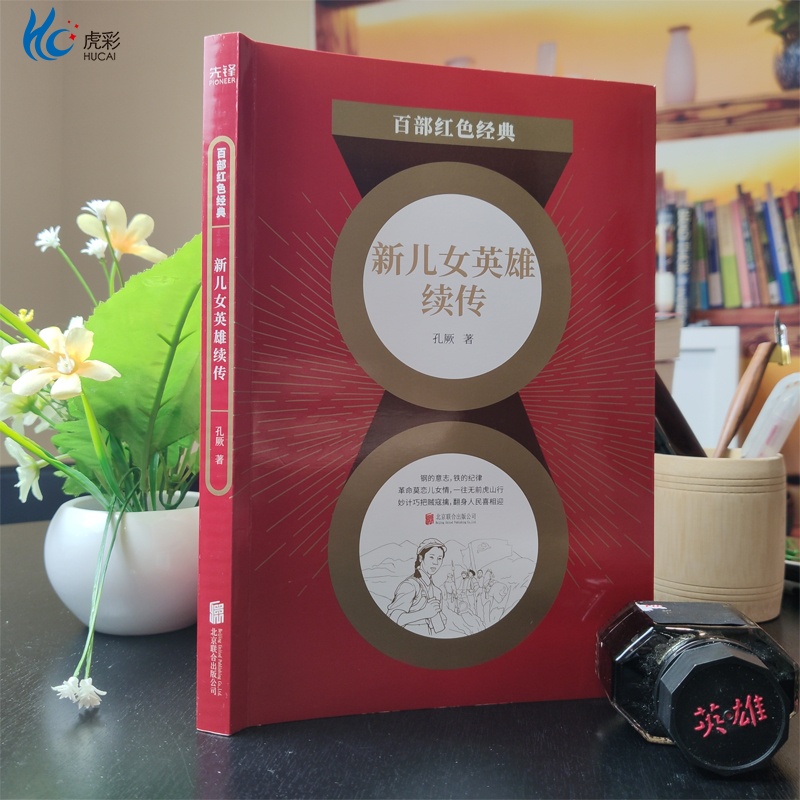 虎彩
HUCAI
先锋
PIONEER
百部红色经典
新儿女英雄续传
孔厥 著
北京联合出版公司
百部红色经典
新儿女英雄
续传
孔厥 著
钢的意志，铁的纪律
革命莫恋儿女情，一往无前虎山行
妙计巧把贼寇擒，翻身人民喜相迎
北京联合出版公司
英雄